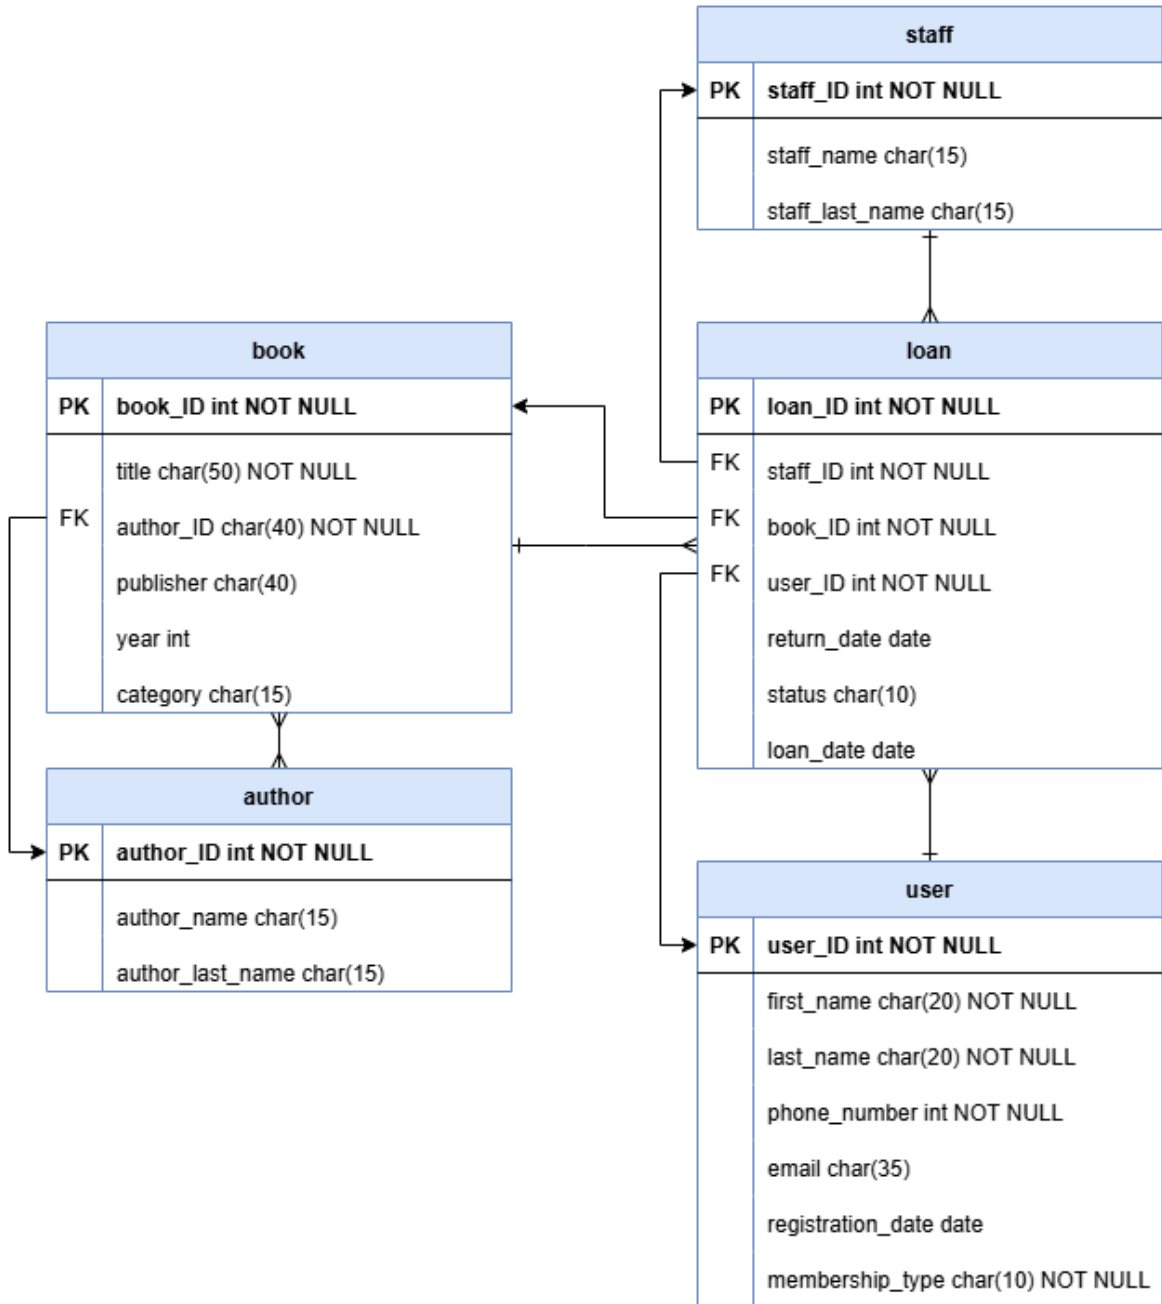 staff
PK staff_ID int NOT NULL
staff_name char(15)
staff_last_name char(15)
book
PK book_ID int NOT NULL
title char(50) NOT NULL
FK author_ID char(40) NOT NULL
publisher char(40)
year int
category char(15)
loan
PK loan_ID int NOT NULL
FK staff_ID int NOT NULL
FK book_ID int NOT NULL
FK user_ID int NOT NULL
return_date date
status char(10)
loan_date date
author
PK author_ID int NOT NULL
author_name char(15)
author_last_name char(15)
user
PK user_ID int NOT NULL
first_name char(20) NOT NULL
last_name char(20) NOT NULL
phone_number int NOT NULL
email char(35)
registration_date date
membership_type char(10) NOT NULL